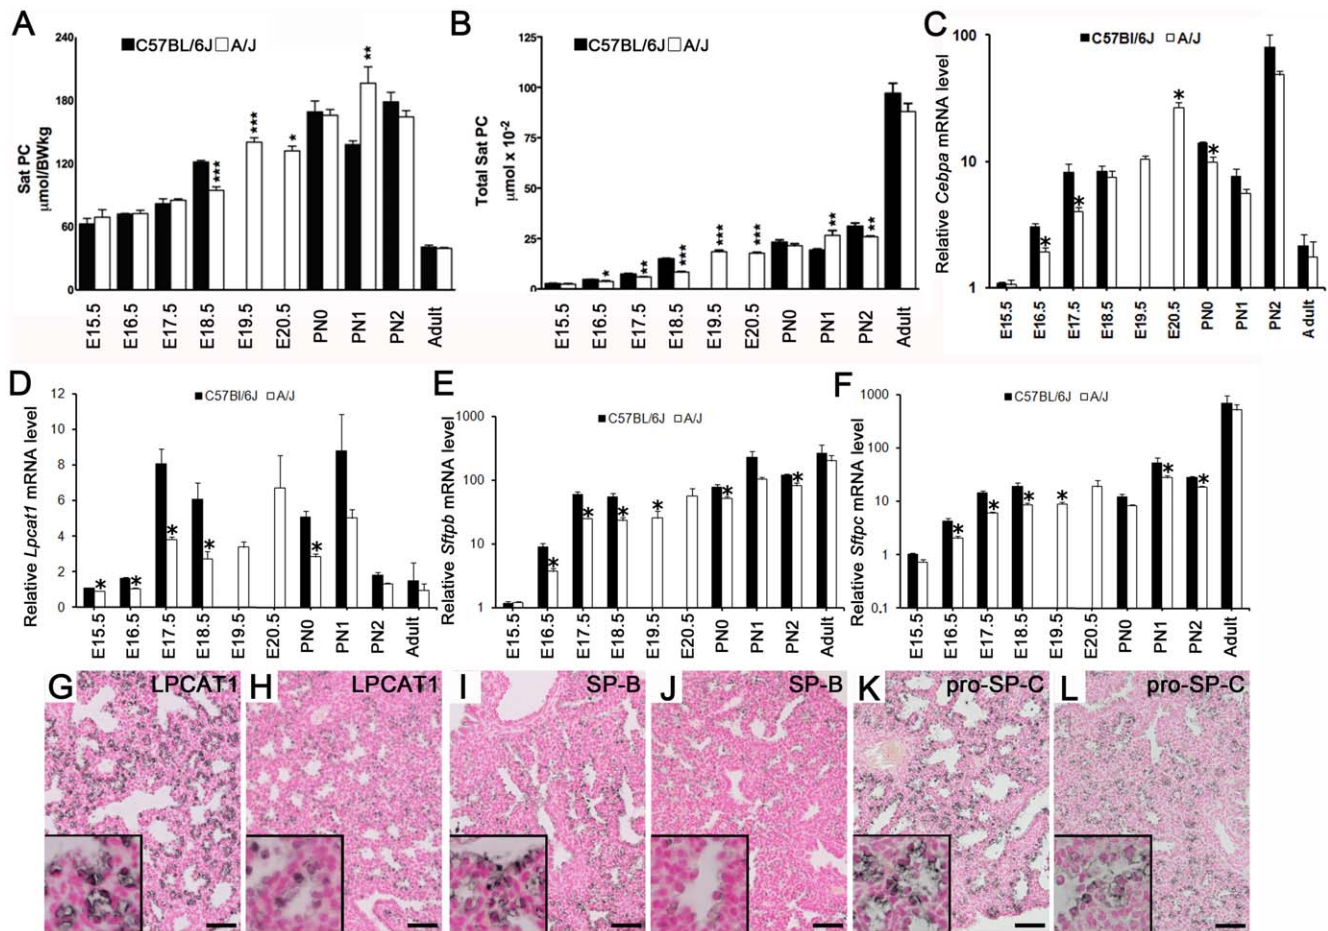 A
Sat PC
µmol/BWkg
240
180
120
60
0
C57BL/6J A/J
*** *** * **
E15.5 E16.5 E17.5 E18.5 E19.5 E20.5 PN0 PN1 PN2 Adult
B
Total Sat PC
µmol x 10-2
125
100
75
50
25
0
C57BL/6J A/J
* ** *** *** *** ** **
E15.5 E16.5 E17.5 E18.5 E19.5 E20.5 PN0 PN1 PN2 Adult
C
Relative Cebpa mRNA level
100
10
1
C57Bl/6J A/J
* * * *
E15.5 E16.5 E17.5 E18.5 E19.5 E20.5 PN0 PN1 PN2 Adult
D
Relative Lpcat1 mRNA level
12
10
8
6
4
2
0
C57Bl/6J A/J
* * * * *
E15.5 E16.5 E17.5 E18.5 E19.5 E20.5 PN0 PN1 PN2 Adult
E
Relative Sftpb mRNA level
1000
100
10
1
C57BL/6J A/J
* * * * * *
E15.5 E16.5 E17.5 E18.5 E19.5 E20.5 PN0 PN1 PN2 Adult
F
Relative Sftpc mRNA level
1000
100
10
1
0.1
C57BL/6J A/J
* * * * * *
E15.5 E16.5 E17.5 E18.5 E19.5 E20.5 PN0 PN1 PN2 Adult
G LPCAT1
H LPCAT1
I SP-B
J SP-B
K pro-SP-C
L pro-SP-C